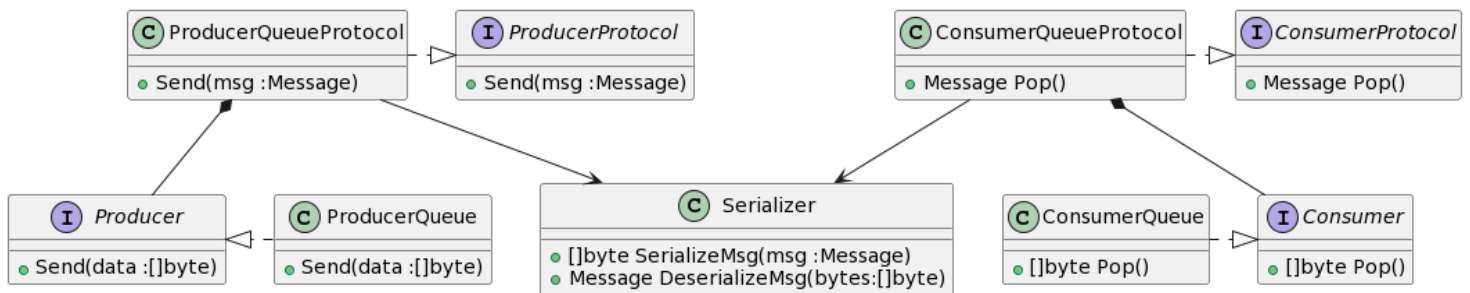 C ProducerQueueProtocol
Send(msg :Message)
I ProducerProtocol
Send(msg :Message)
C ConsumerQueueProtocol
Message Pop()
I ConsumerProtocol
Message Pop()
I Producer
Send(data :[]byte)
C ProducerQueue
Send(data :[]byte)
C Serializer
[]byte SerializeMsg(msg :Message)
Message DeserializeMsg(bytes:[]byte)
C ConsumerQueue
[]byte Pop()
I Consumer
[]byte Pop()